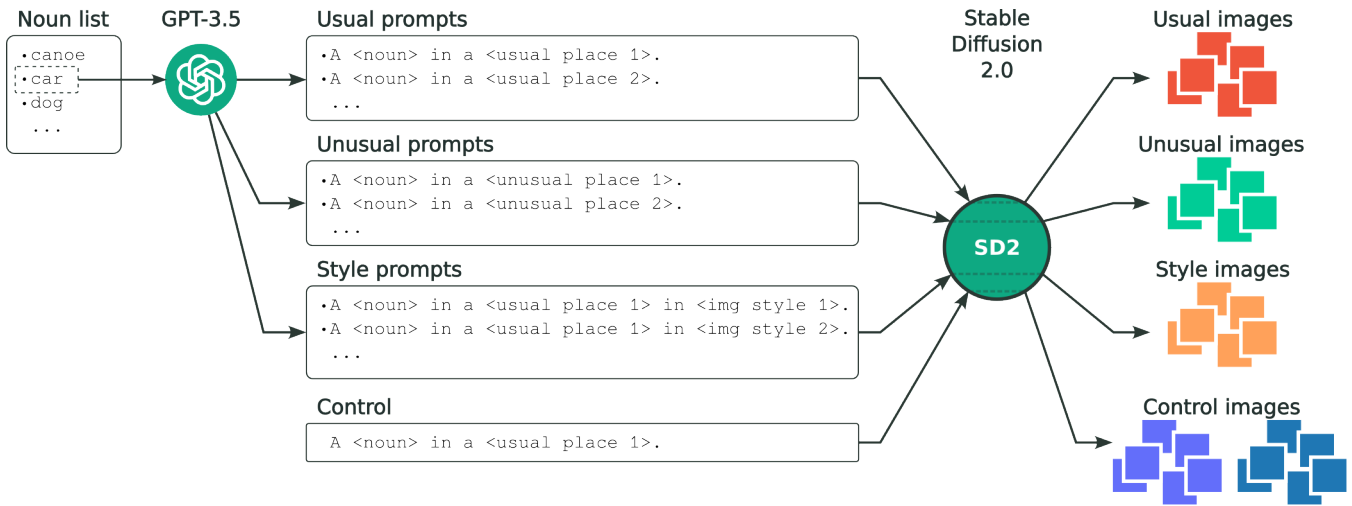 Noun list
•canoe
•car
•dog
...
GPT-3.5
Usual prompts
•A <noun> in a <usual place 1>.
•A <noun> in a <usual place 2>.
...
Unusual prompts
•A <noun> in a <unusual place 1>.
•A <noun> in a <unusual place 2>.
...
Style prompts
•A <noun> in a <usual place 1> in <img style 1>.
•A <noun> in a <usual place 1> in <img style 2>.
...
Control
A <noun> in a <usual place 1>.
Stable
Diffusion
2.0
SD2
Usual images
Unusual images
Style images
Control images